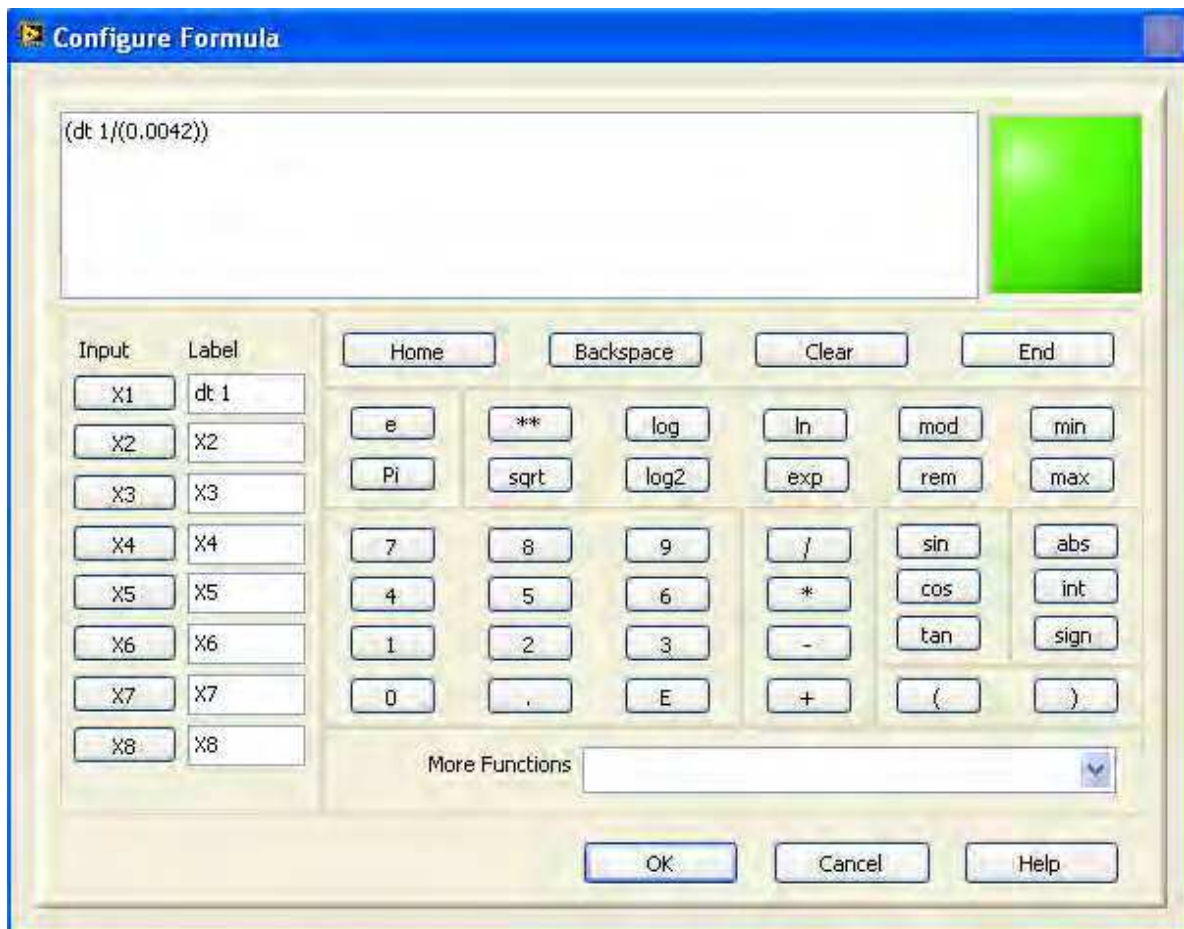 Configure Formula
(dt 1/(0.0042))
Input Label Home Backspace Clear End
X1 dt 1
e ** log ln mod min
X2 X2
Pi sqrt log2 exp rem max
X3 X3
X4 X4 7 8 9 / sin abs
X5 X5 4 5 6 * cos int
X6 X6 1 2 3 - tan sign
X7 X7 0 . E + ( )
X8 X8
More Functions
OK Cancel Help